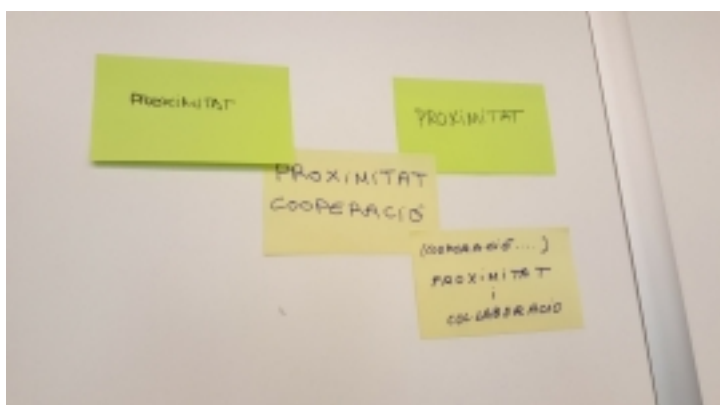 PROXIMITAT
PROXIMITAT
PROXIMITAT
COOPERACIÓ
(COOPERACIÓ....)
PROXIMITAT
i
COL·LABORACIÓ